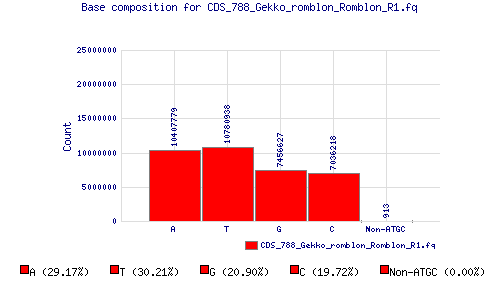 Base composition for CDS_788_Gekko_romblon_Romblon_R1.fq
25000000
20000000
15000000
10000000
5000000
0
Count
10407779
10780938
7456627
7036218
913
A T G C Non-ATGC
CDS_788_Gekko_romblon_Romblon_R1.fq
A (29.17%) T (30.21%) G (20.90%) C (19.72%) Non-ATGC (0.00%)